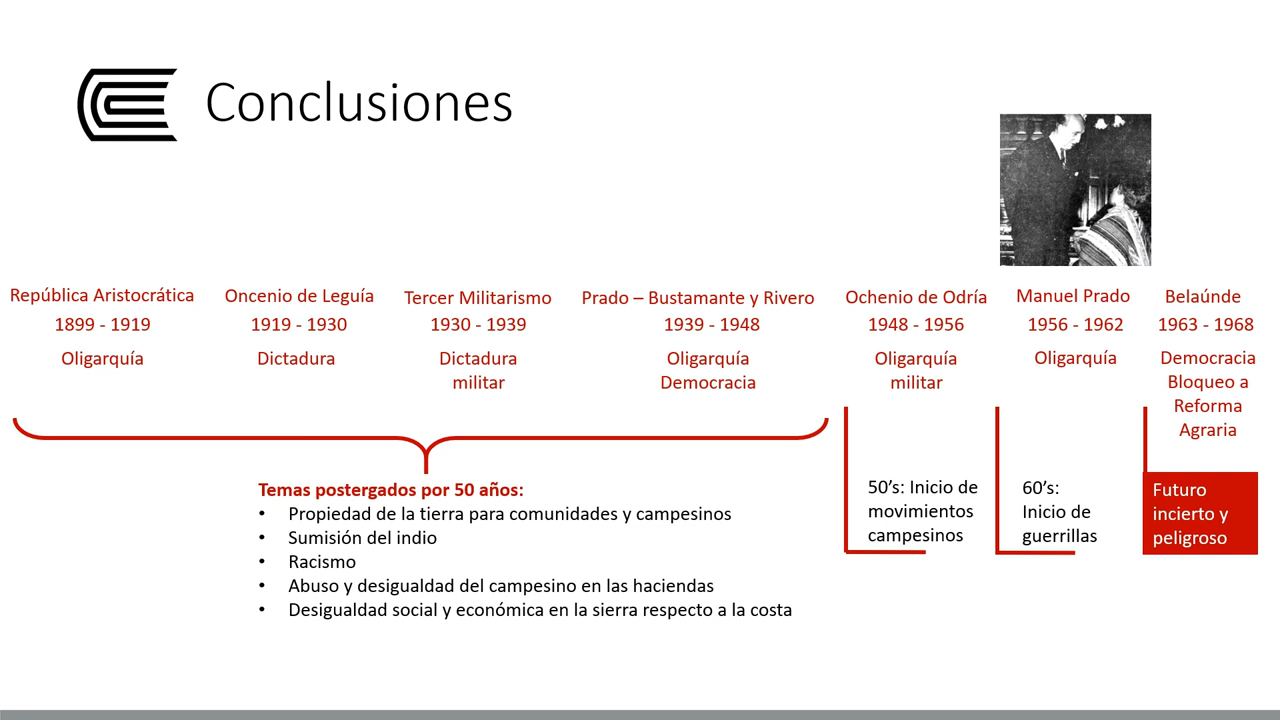 Conclusiones
República Aristocrática
1899 - 1919
Oligarquía
Oncenio de Leguía
1919 - 1930
Dictadura
Tercer Militarismo
1930 - 1939
Dictadura
militar
Prado – Bustamante y Rivero
1939 - 1948
Oligarquía
Democracia
Ochenio de Odría
1948 - 1956
Oligarquía
militar
Manuel Prado
1956 - 1962
Oligarquía
Belaúnde
1963 - 1968
Democracia
Bloqueo a
Reforma
Agraria
Temas postergados por 50 años:
• Propiedad de la tierra para comunidades y campesinos
• Sumisión del indio
• Racismo
• Abuso y desigualdad del campesino en las haciendas
• Desigualdad social y económica en la sierra respecto a la costa
50’s: Inicio de
movimientos
campesinos
60’s:
Inicio de
guerrillas
Futuro
incierto y
peligroso